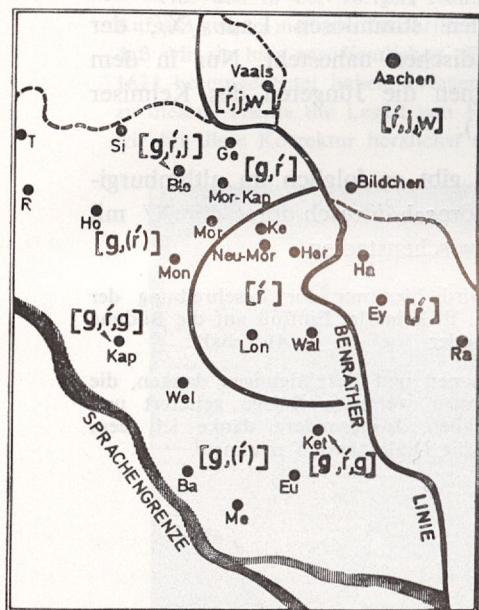 Vaals
Aachen
[ŕ,j,w]
[ŕ,j,w]
T
Si
[g,ŕ,j]
Ge
[g,ŕ]
Ble
Bildchen
R
Mor-Kap
Ho
Mor
Ke
[g,(ŕ)]
Neu-Mor
Her
Ha
Mon
[ŕ]
Ey
[ŕ]
[g,ŕ,g]
Kap
Lon
Wal
BENRATHER
Ra
Wel
SPRACHENGRENZE
Ket
[g,(ŕ)]
[g,ŕ,g]
Ba
Eu
Me
LINIE